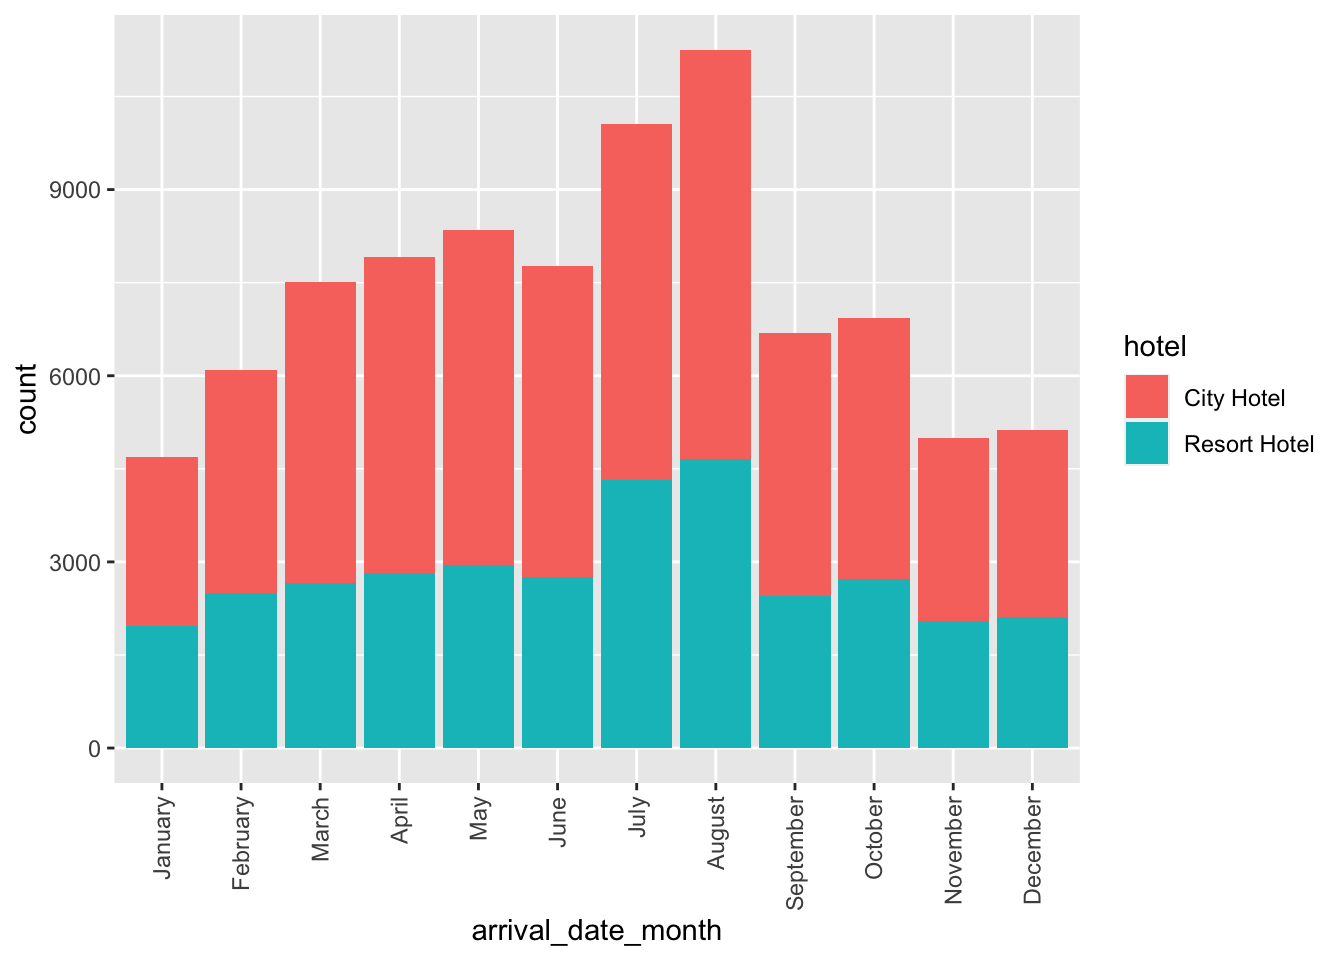 9000
6000
3000
0
count
January
February
March
April
May
June
July
August
September
October
November
December
arrival_date_month
hotel
City Hotel
Resort Hotel